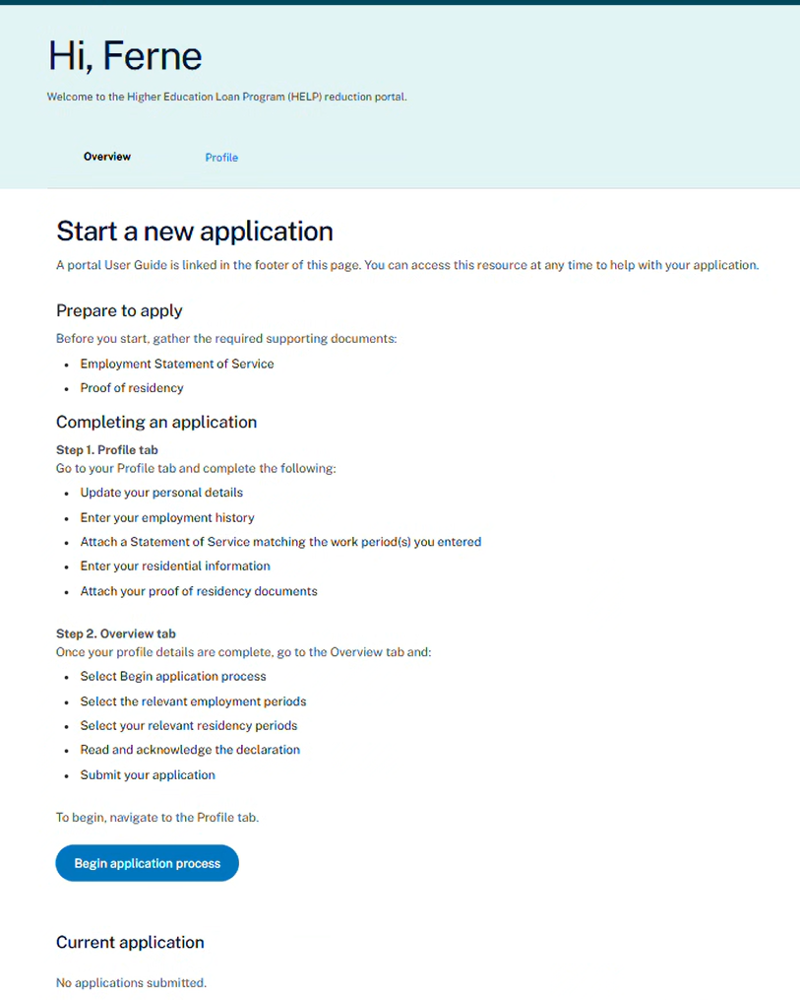 Hi, Ferne
Welcome to the Higher Education Loan Program (HELP) reduction portal.
Overview
Profile
Start a new application
A portal User Guide is linked in the footer of this page. You can access this resource at any time to help with your application.
Prepare to apply
Before you start, gather the required supporting documents:
• Employment Statement of Service
• Proof of residency
Completing an application
Step 1. Profile tab
Go to your Profile tab and complete the following:
• Update your personal details
• Enter your employment history
• Attach a Statement of Service matching the work period(s) you entered
• Enter your residential information
• Attach your proof of residency documents
Step 2. Overview tab
Once your profile details are complete, go to the Overview tab and:
• Select Begin application process
• Select the relevant employment periods
• Select your relevant residency periods
• Read and acknowledge the declaration
• Submit your application
To begin, navigate to the Profile tab.
Begin application process
Current application
No applications submitted.